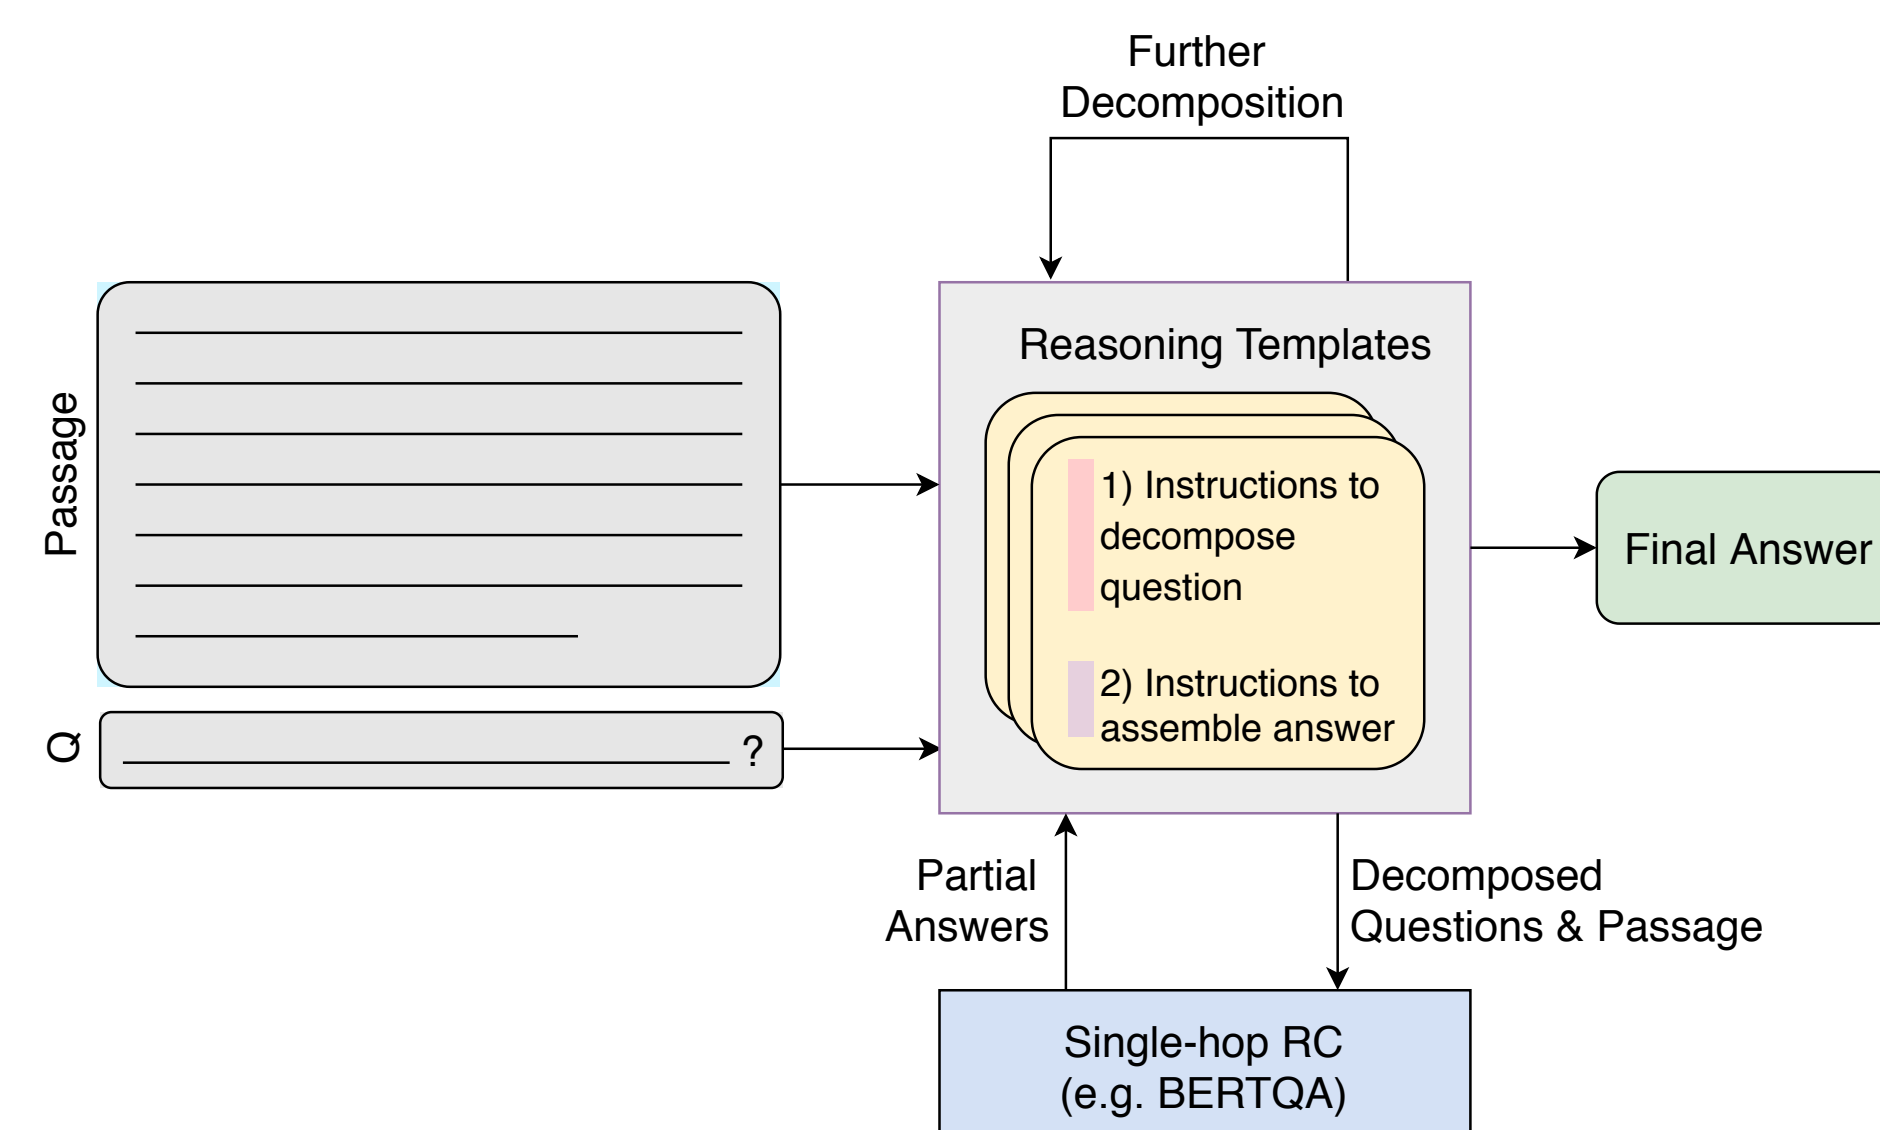 Further
Decomposition
Passage
Reasoning Templates
1) Instructions to
decompose
question
2) Instructions to
assemble answer
Final Answer
Q
?
Partial
Answers
Decomposed
Questions & Passage
Single-hop RC
(e.g. BERTQA)